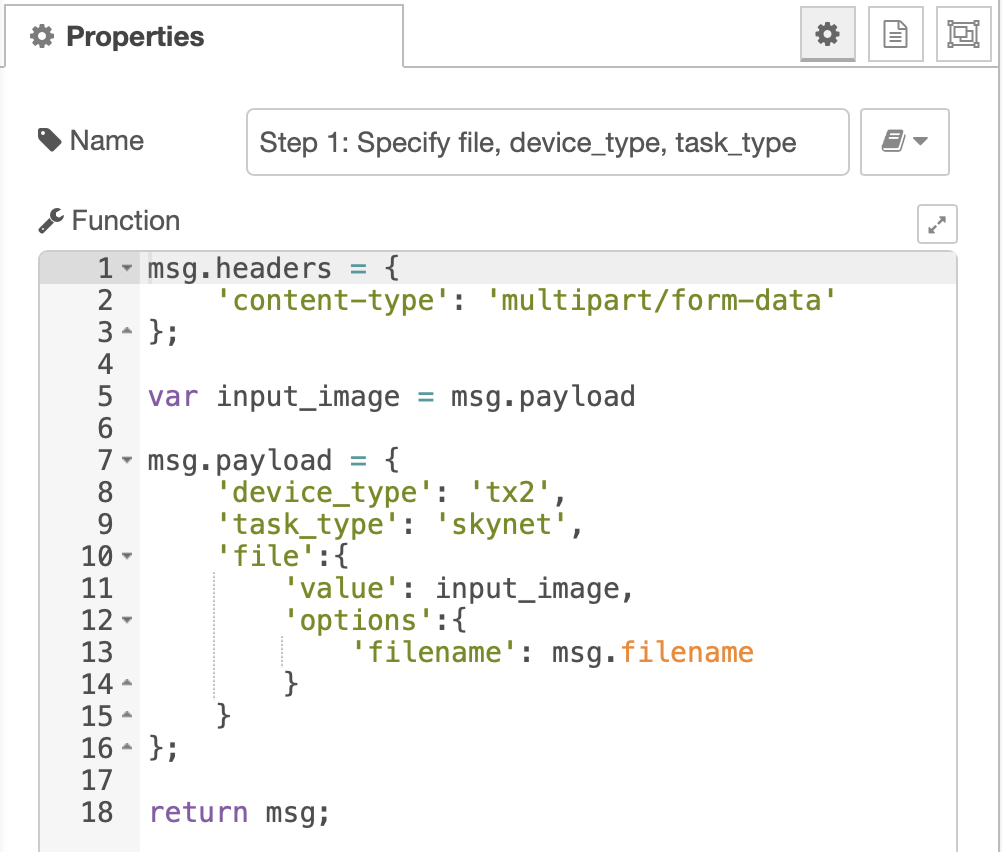 Properties
Name
Step 1: Specify file, device_type, task_type
Function
1 msg.headers = {
2     'content-type': 'multipart/form-data'
3 };
4
5 var input_image = msg.payload
6
7 msg.payload = {
8     'device_type': 'tx2',
9     'task_type': 'skynet',
10     'file':{
11         'value': input_image,
12         'options':{
13             'filename': msg.filename
14         }
15     }
16 };
17
18 return msg;